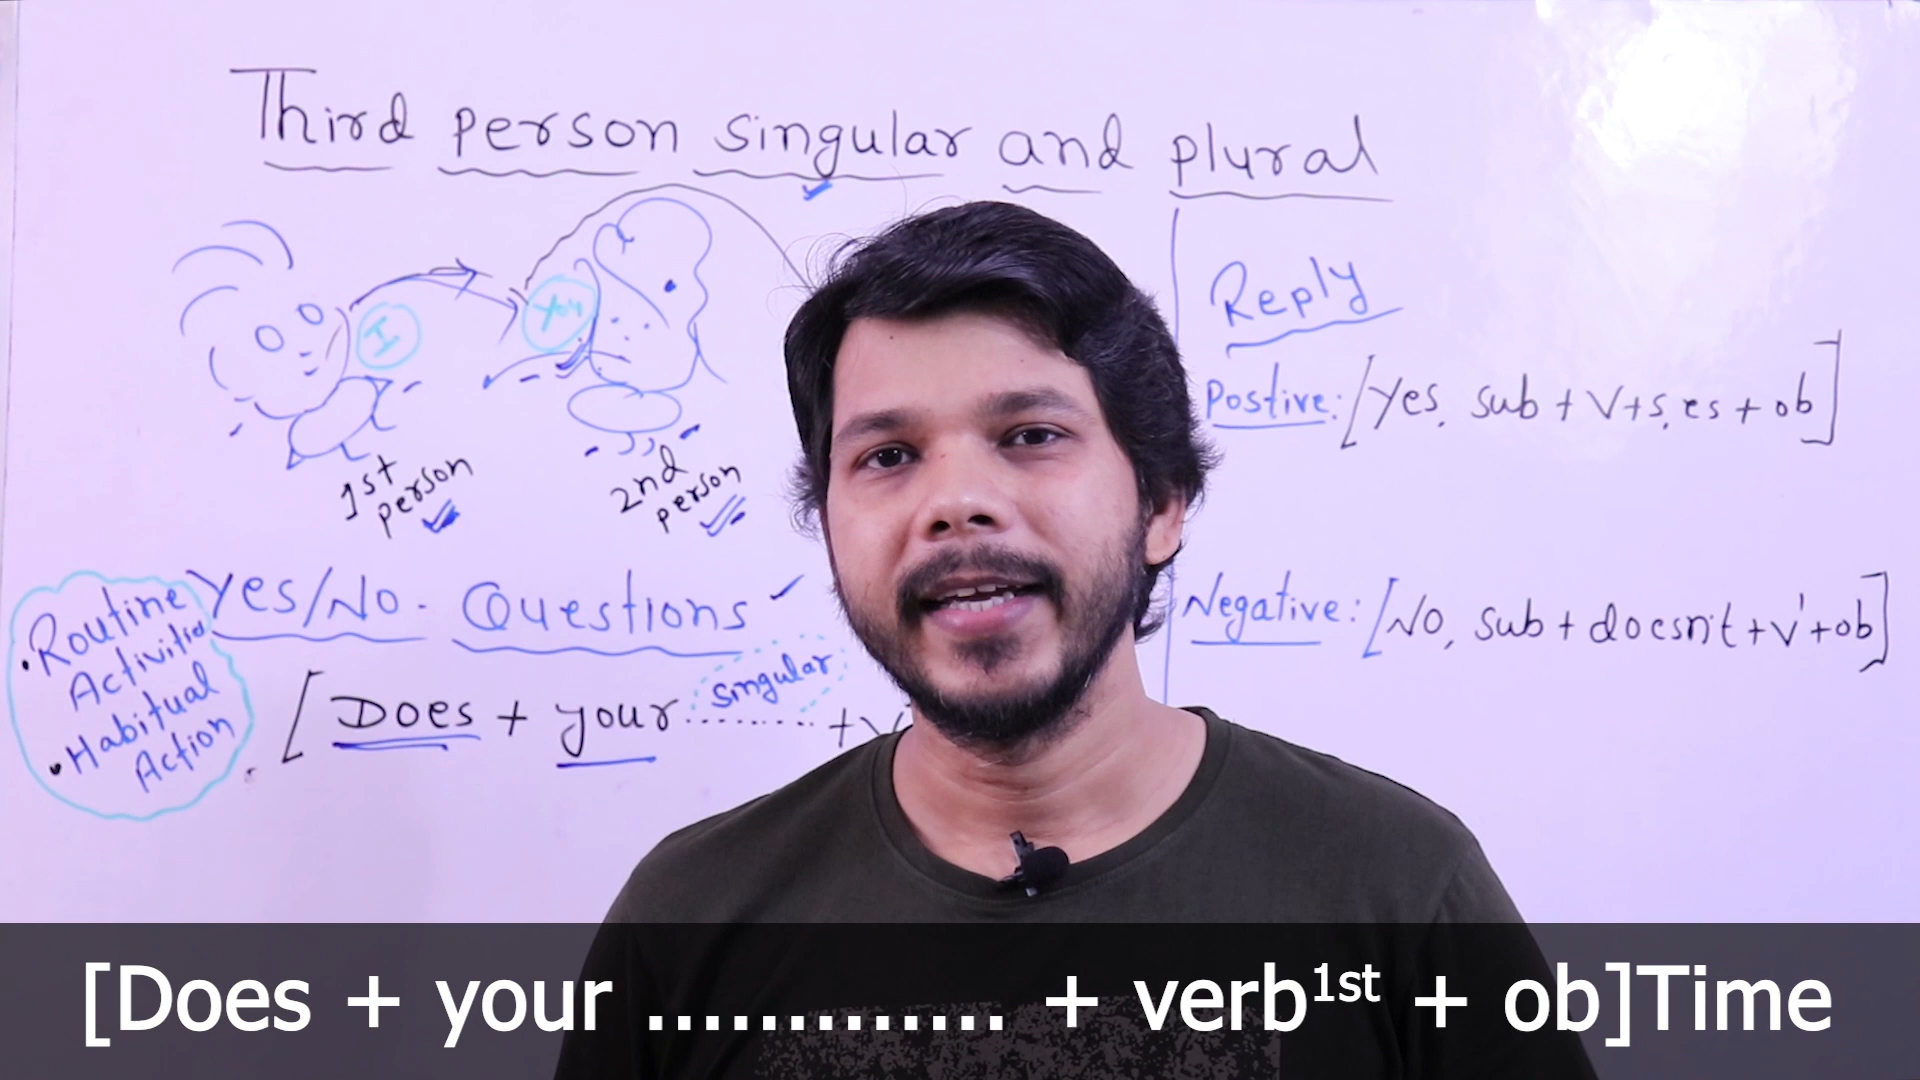 Third person singular and plural
I
You
1st
person
2nd
person
Reply
Postive: [Yes, sub + V+s, es + ob]
Negative: [No, sub + doesn't + v' + ob]
• Routine
Activities
• Habitual
Action
Yes/No. Questions
singular
[Does + your ......... + v
[Does + your ............. + verb1st + ob]Time